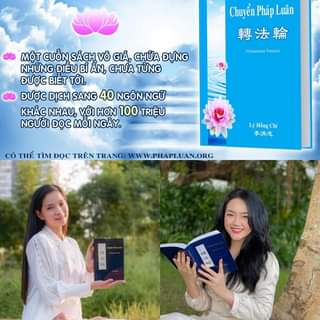 MỘT CUỐN SÁCH VÔ GIÁ, CHỨA ĐỰNG
NHỮNG ĐIỀU BÍ ẨN, CHƯA TỪNG
ĐƯỢC BIẾT TỚI.
ĐƯỢC DỊCH SANG 40 NGÔN NGỮ
KHÁC NHAU, VỚI HƠN 100 TRIỆU
NGƯỜI ĐỌC MỖI NGÀY.
CÓ THỂ TÌM ĐỌC TRÊN TRANG: WWW.PHAPLUAN.ORG
Chuyển Pháp Luân
轉法輪
Lý Hồng Chí
李洪志